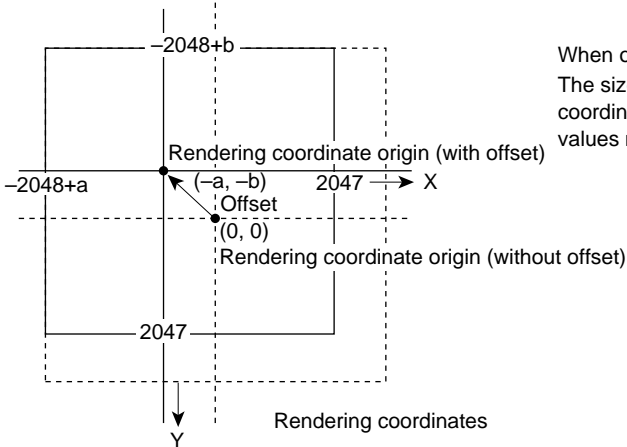 –2048+b
When o
The siz
coordin
values n
Rendering coordinate origin (with offset)
–2048+a
(–a, –b)
2047
X
Offset
(0, 0)
Rendering coordinate origin (without offset)
2047
Rendering coordinates
Y